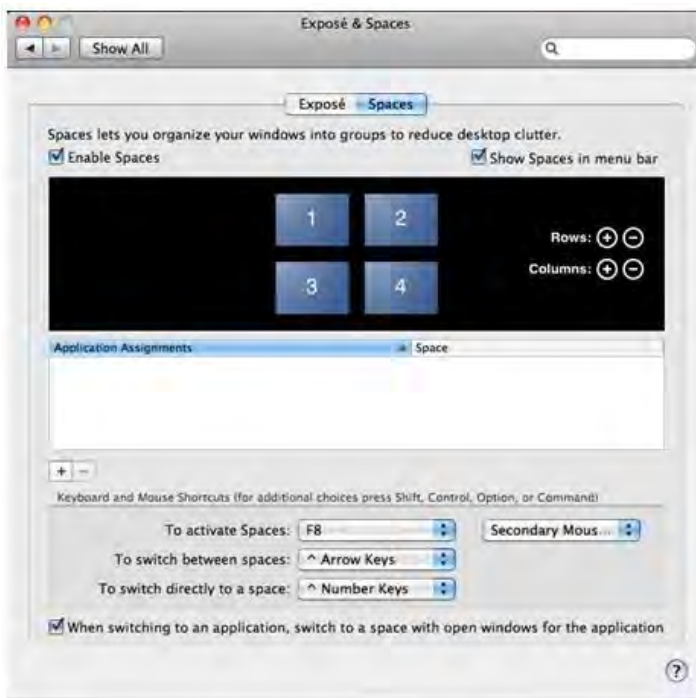 Exposé & Spaces
Show All
Exposé Spaces
Spaces lets you organize your windows into groups to reduce desktop clutter.
Enable Spaces Show Spaces in menu bar
1 2
Rows:
Columns:
3 4
Application Assignments Space
+ -
Keyboard and Mouse Shortcuts (for additional choices press Shift, Control, Option, or Command)
To activate Spaces: F8 Secondary Mous...
To switch between spaces: ^ Arrow Keys
To switch directly to a space: ^ Number Keys
When switching to an application, switch to a space with open windows for the application
?